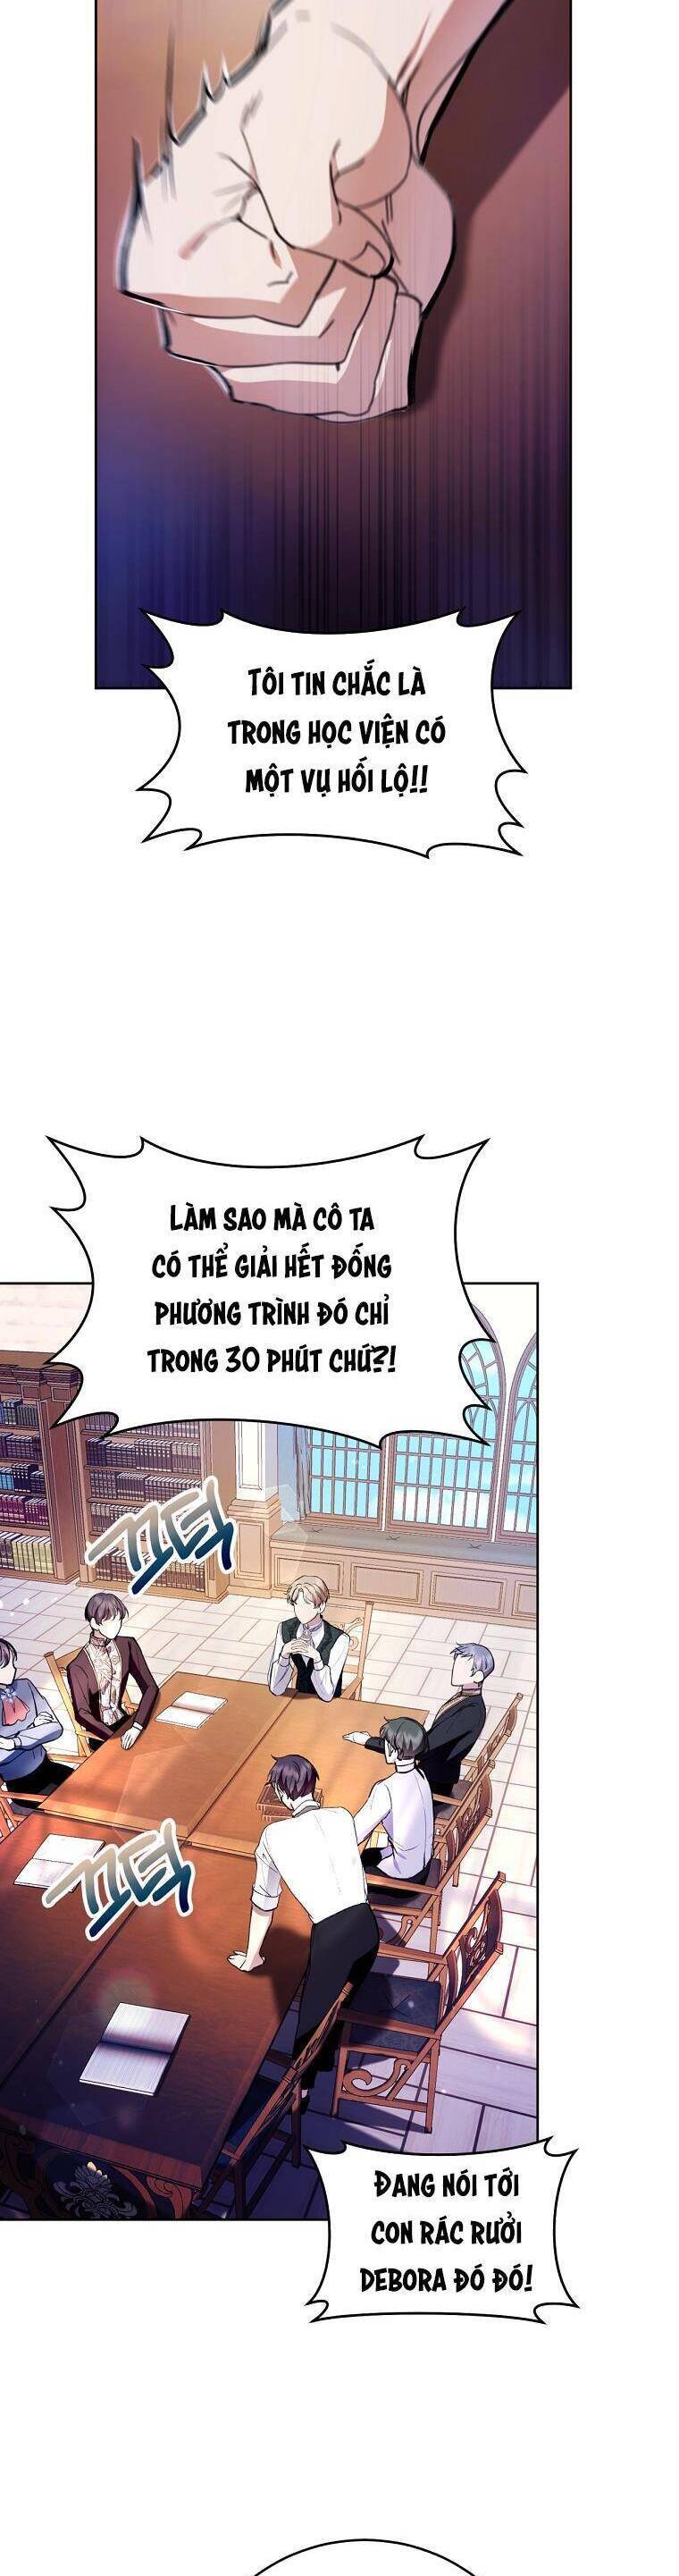 TÔI TIN CHẮC LÀ
TRONG HỌC VIỆN CÓ
MỘT VỤ HỐI LỘ!!
LÀM SAO MÀ CÔ TA
CÓ THỂ GIẢI HẾT ĐỐNG
PHƯƠNG TRÌNH ĐÓ CHỈ
TRONG 30 PHÚT CHỨ?!
끄덕
끄덕
ĐANG NÓI TỚI
CON RÁC RƯỞI
DEBORA ĐÓ ĐÓ!